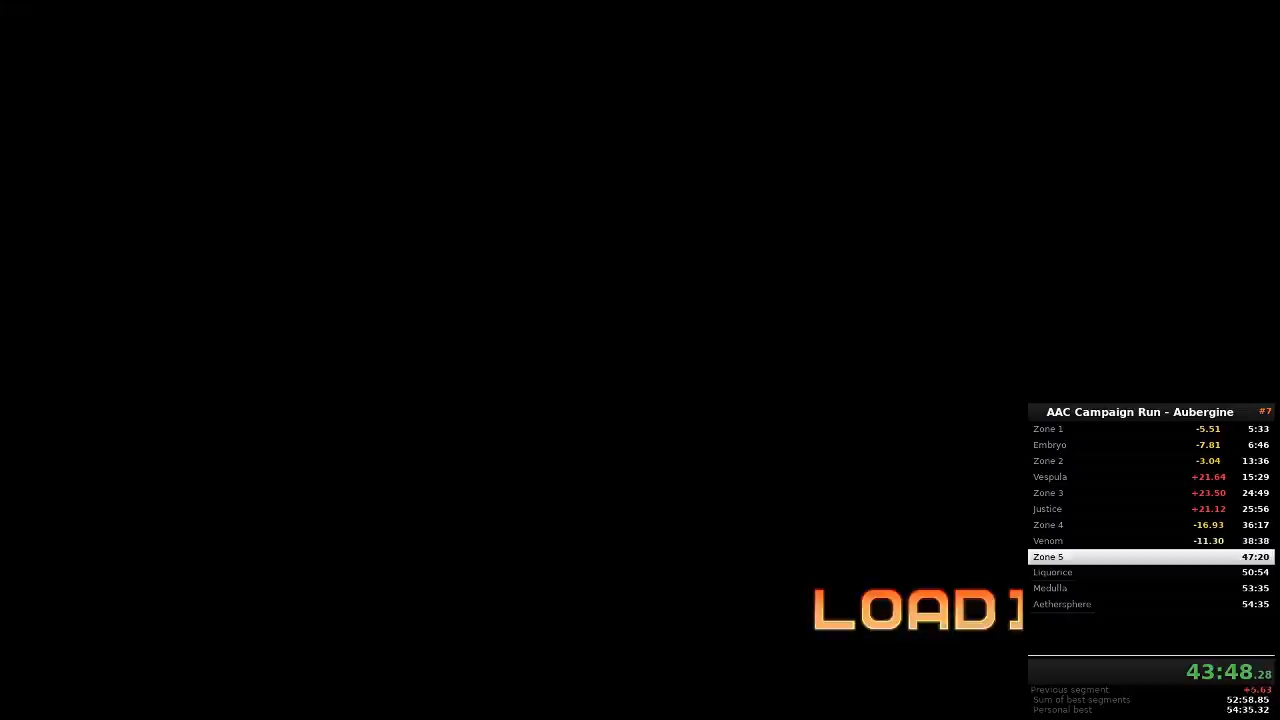 AAC Campaign Run - Aubergine #7
Zone 1 -5.51 5:33
Embryo -7.81 6:46
Zone 2 -3.04 13:36
Vespula +21.64 15:29
Zone 3 +23.50 24:49
Justice +21.12 25:56
Zone 4 -16.93 36:17
Venom -11.30 38:38
Zone 5 47:20
Liquorice 50:54
LOADI
Medulla 53:35
Aethersphere 54:35
43:48.28
Previous segment +5.63
Sum of best segments 52:58.85
Personal best 54:35.32